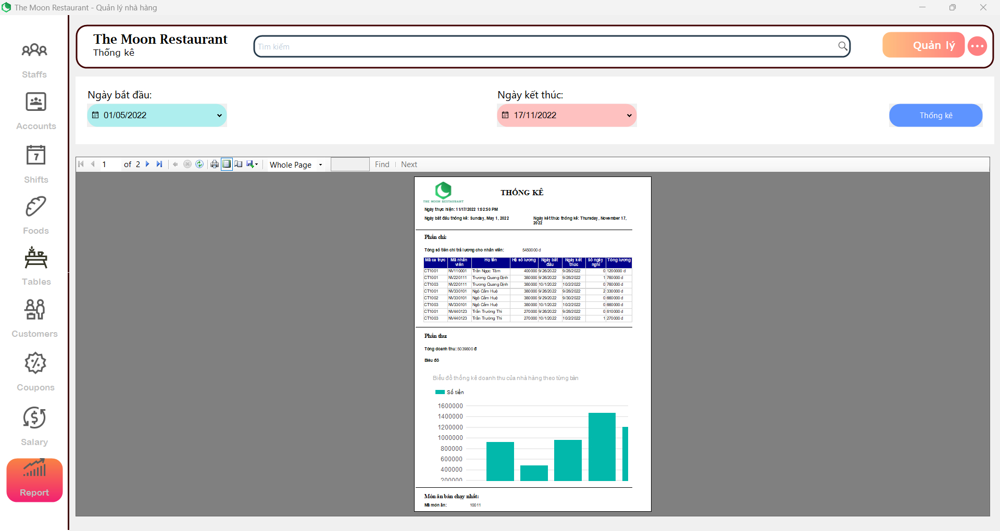 The Moon Restaurant - Quản lý nhà hàng
The Moon Restaurant
Thống kê
Tìm kiếm
Quản lý
Staffs
Accounts
Shifts
7
Foods
Tables
Customers
Coupons
Salary
Report
Ngày bắt đầu:
01/05/2022
Ngày kết thúc:
17/11/2022
Thống kê
1 of 2 Whole Page Find Next
THE MOON RESTAURANT
THỐNG KÊ
Ngày thực hiện: 11/17/2022 1:02:50 PM
Ngày bắt đầu thống kê: Sunday, May 1, 2022
Ngày kết thúc thống kê: Thursday, November 17,
2022
Phần chi:
Tổng số tiền chi trả lương cho nhân viên: 5450000 đ
Mã ca trực Mã nhân viên Họ tên Hệ số lương Ngày bắt đầu Ngày kết thúc Số ngày nghỉ Tổng lương
CT1001 NV110001 Trần Ngọc Tâm 400000 9/26/2022 9/28/2022 0 1200000 đ
CT1001 NV220111 Trương Quang Định 380000 9/26/2022 9/28/2022 1 760000 đ
CT1003 NV220111 Trương Quang Định 380000 10/1/2022 10/2/2022 0 760000 đ
CT1001 NV330101 Ngô Cẩm Huệ 380000 9/26/2022 9/28/2022 2 330000 đ
CT1002 NV330101 Ngô Cẩm Huệ 380000 9/29/2022 9/30/2022 0 660000 đ
CT1003 NV330101 Ngô Cẩm Huệ 380000 10/1/2022 10/2/2022 0 660000 đ
CT1001 NV440123 Trần Trường Thi 270000 9/26/2022 9/28/2022 0 810000 đ
CT1003 NV440123 Trần Trường Thi 270000 10/1/2022 10/2/2022 1 270000 đ
Phần thu:
Tổng doanh thu: 5039800 đ
Biểu đồ
Biểu đồ thống kê doanh thu của nhà hàng theo từng bàn
Số tiền
1600000
1400000
1200000
1000000
800000
600000
400000
200000
Món ăn bán chạy nhất:
Mã món ăn: 10011